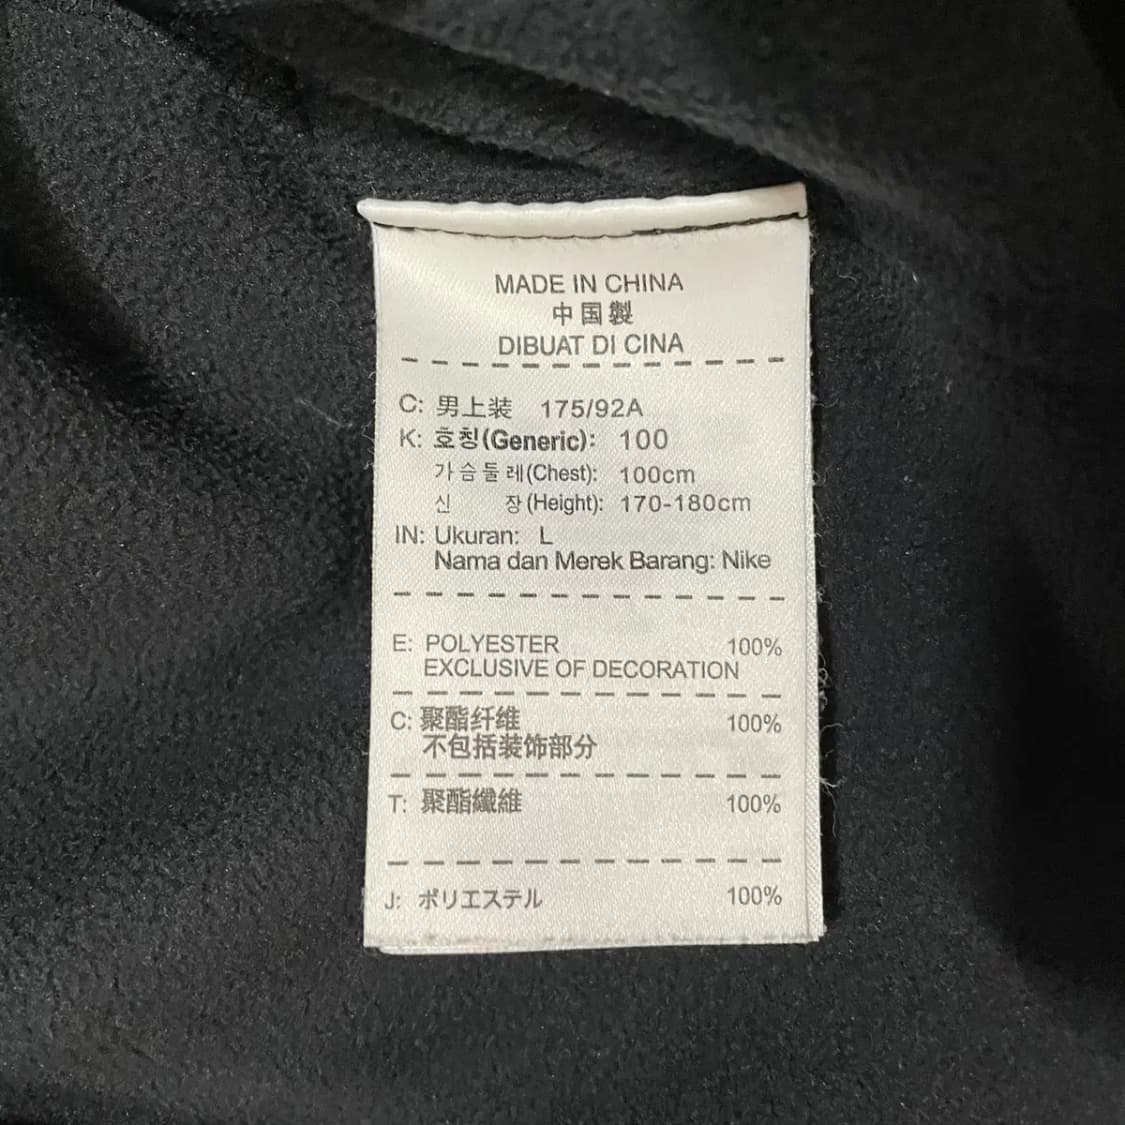 MADE IN CHINA
中国製
DIBUAT DI CINA
C: 男上装 175/92A
K: 호칭(Generic): 100
가슴둘레(Chest): 100cm
신 장(Height): 170-180cm
IN: Ukuran: L
Nama dan Merek Barang: Nike
E: POLYESTER 100%
EXCLUSIVE OF DECORATION
C: 聚酯纤维 100%
不包括装饰部分
T: 聚酯纖維 100%
J: ポリエステル 100%